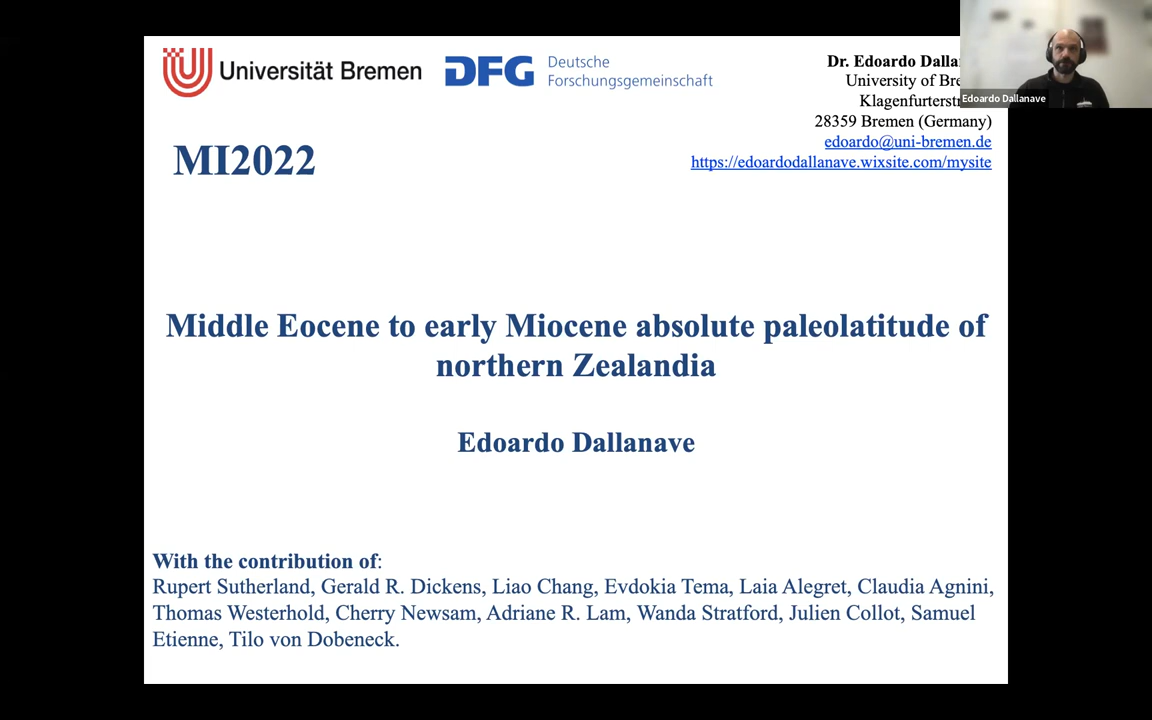 Universität Bremen
DFG Deutsche
Forschungsgemeinschaft
Dr. Edoardo
University of
28359 Bremen (Germany)
edoardo@uni-bremen.de
https://edoardodallanave.wixsite.com/mysite
Edoardo Dallanave
MI2022
Middle Eocene to early Miocene absolute paleolatitude of
northern Zealandia
Edoardo Dallanave
With the contribution of:
Rupert Sutherland, Gerald R. Dickens, Liao Chang, Evdokia Tema, Laia Alegret, Claudia Agnini,
Thomas Westerhold, Cherry Newsam, Adriane R. Lam, Wanda Stratford, Julien Collot, Samuel
Etienne, Tilo von Dobeneck.